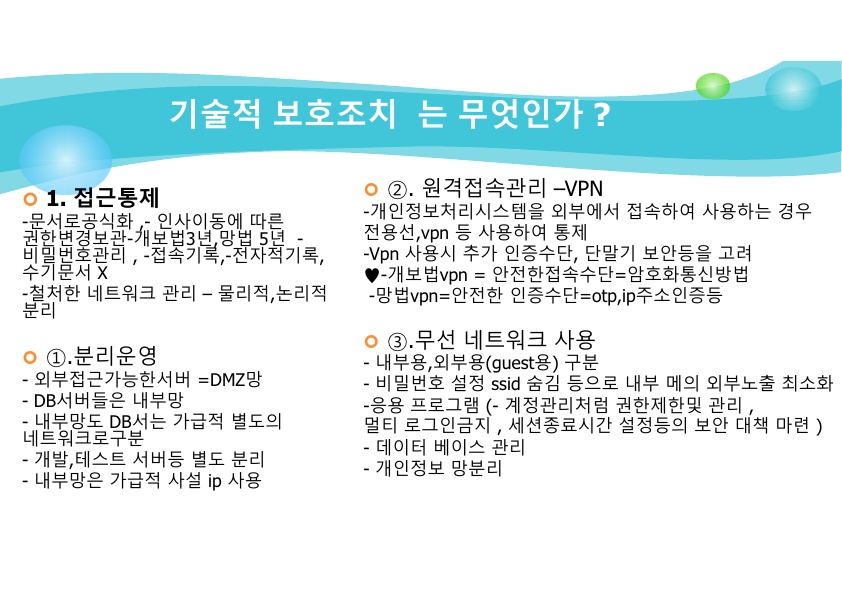 기술적 보호조치 는 무엇인가 ?
1. 접근통제
-문서로공식화 ,- 인사이동에 따른
권한변경보관-개보법3년,망법 5년 -
비밀번호관리 , -접속기록,-전자적기록,
수기문서 X
-철처한 네트워크 관리 – 물리적,논리적
분리
①.분리운영
- 외부접근가능한서버 =DMZ망
- DB서버들은 내부망
- 내부망도 DB서는 가급적 별도의
네트워크로구분
- 개발,테스트 서버등 별도 분리
- 내부망은 가급적 사설 ip 사용
②. 원격접속관리 –VPN
-개인정보처리시스템을 외부에서 접속하여 사용하는 경우
전용선,vpn 등 사용하여 통제
-Vpn 사용시 추가 인증수단, 단말기 보안등을 고려
♥-개보법vpn = 안전한접속수단=암호화통신방법
-망법vpn=안전한 인증수단=otp,ip주소인증등
③.무선 네트워크 사용
- 내부용,외부용(guest용) 구분
- 비밀번호 설정 ssid 숨김 등으로 내부 메의 외부노출 최소화
-응용 프로그램 (- 계정관리처럼 권한제한및 관리 ,
멀티 로그인금지 , 세션종료시간 설정등의 보안 대책 마련 )
- 데이터 베이스 관리
- 개인정보 망분리